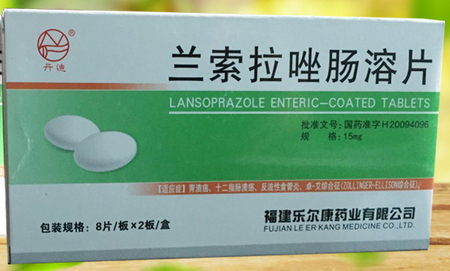 丹迪
®
兰索拉唑肠溶片
LANSOPRAZOLE ENTERIC-COATED TABLETS
批准文号：国药准字H20094096
规 格：15mg
【适应症】胃溃疡、十二指肠溃疡、反流性食管炎、卓-艾综合征(ZOLLINGER-ELLISON综合征)。
包装规格：8片/板×2板/盒
福建乐尔康药业有限公司
FUJIAN LE ER KANG MEDICINE CO.,LTD.